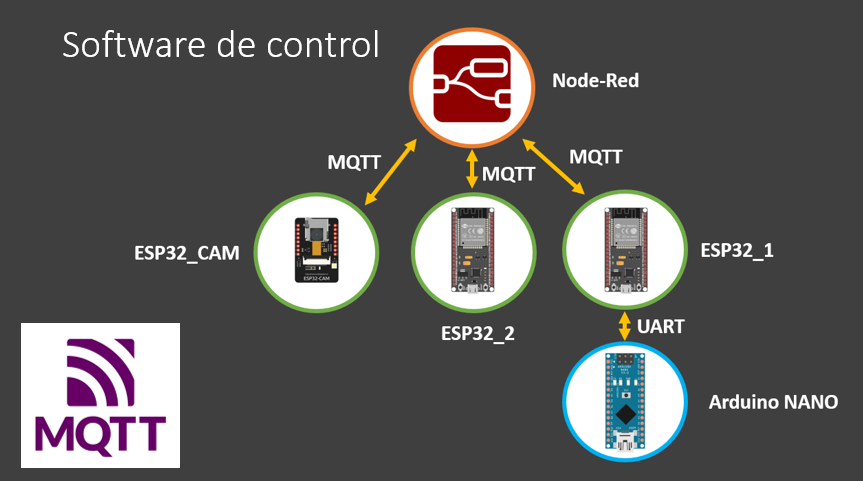 Software de control
Node-Red
MQTT
MQTT
MQTT
ESP32_CAM
ESP32-CAM
ESP32_2
ESP32_1
UART
Arduino NANO
MQTT